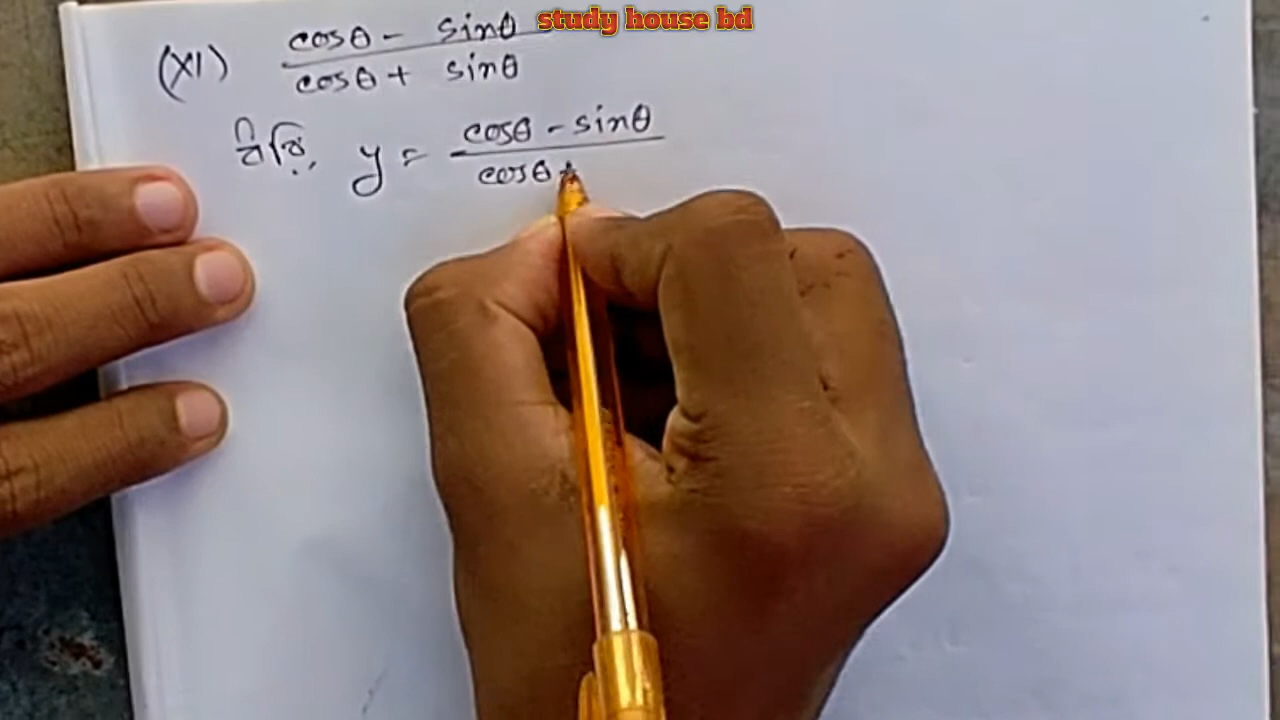 study house bd
(XI) cosθ - sinθ / cosθ + sinθ
ধরি, y = cosθ - sinθ / cosθ +